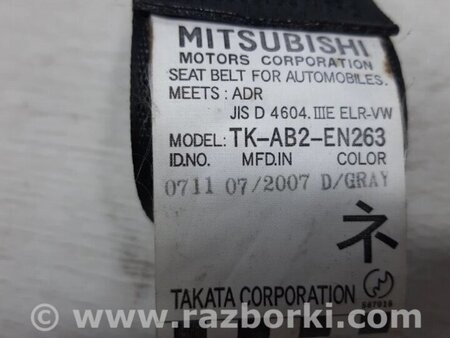 MITSUBISHI
MOTORS CORPORATION
SEAT BELT FOR AUTOMOBILES.
MEETS : ADR
JIS D 4604. IIIE ELR-VW
MODEL: TK-AB2-EN263
ID.NO. MFD.IN COLOR
0711 07/2007 D/GRAY
ネ
TAKATA CORPORATION
© www.razborki.com